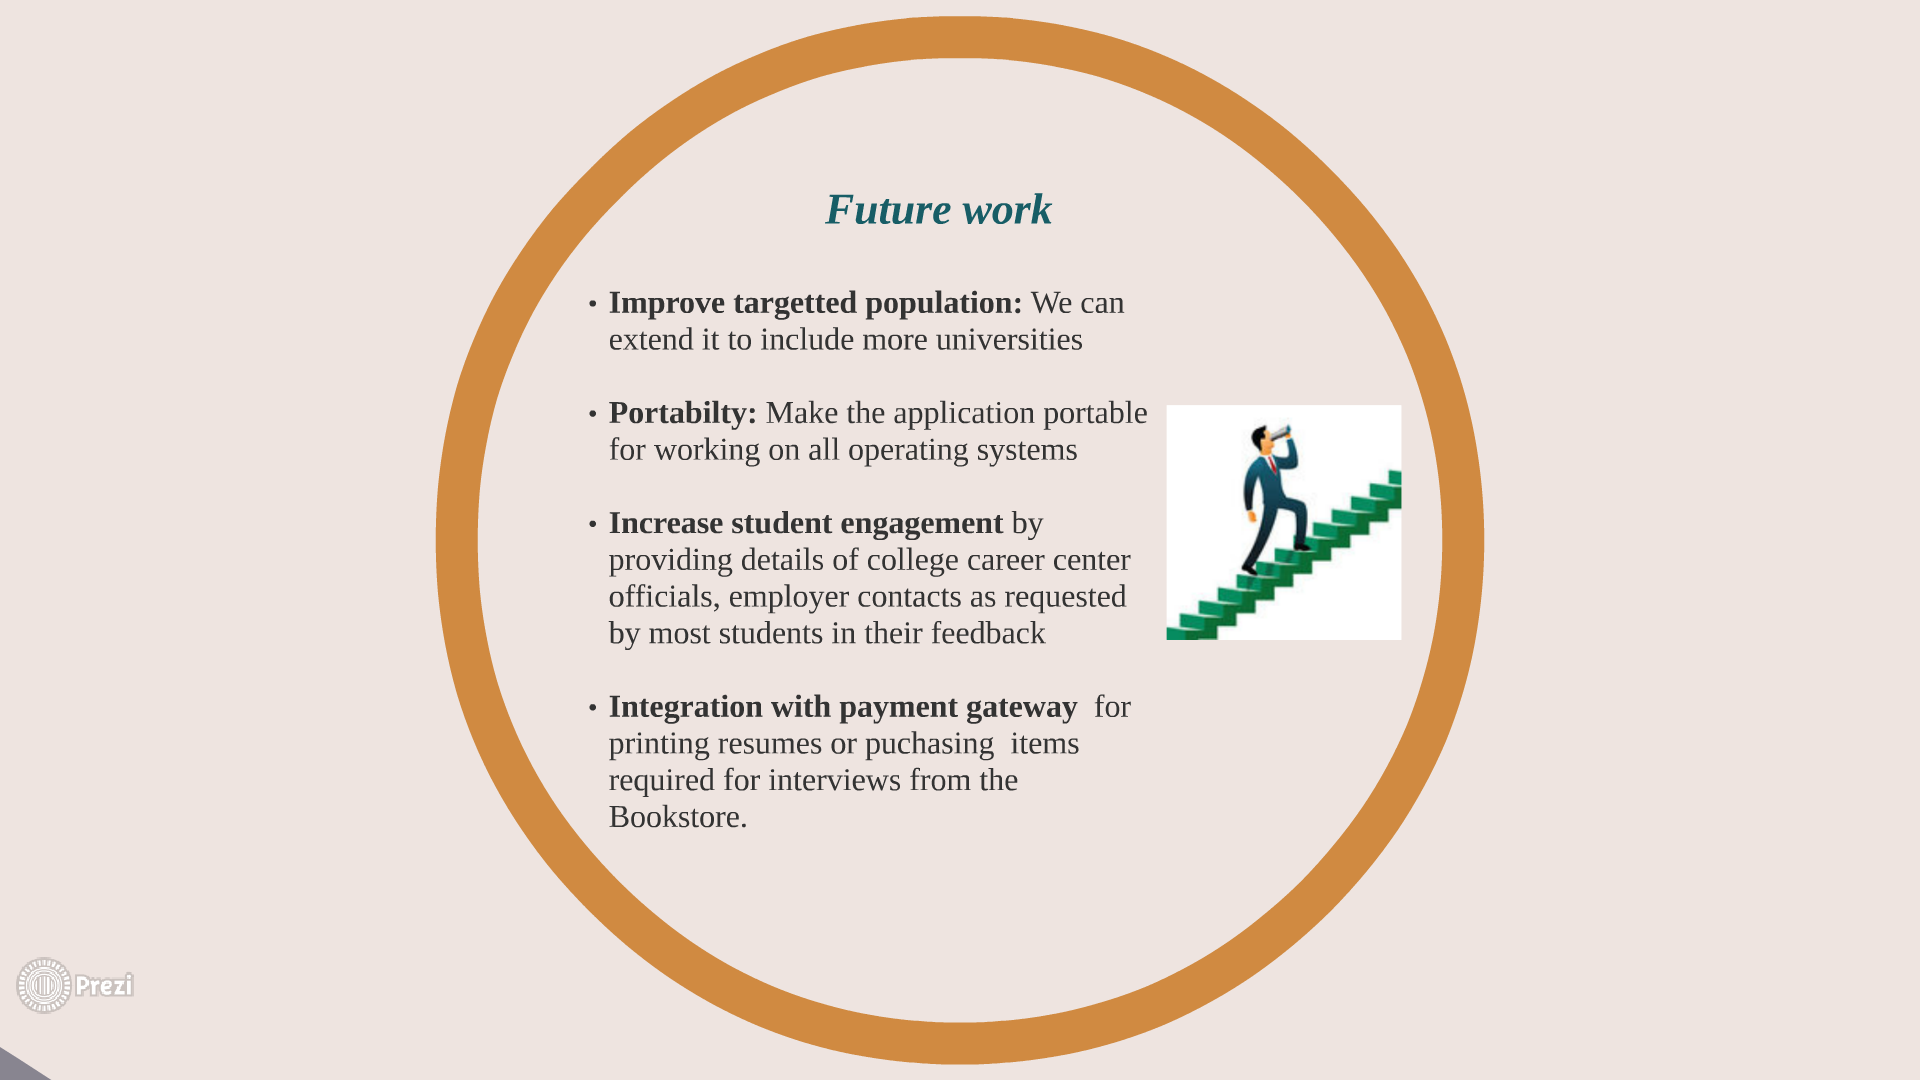 Future work
• Improve targetted population: We can
extend it to include more universities
• Portabilty: Make the application portable
for working on all operating systems
• Increase student engagement by
providing details of college career center
officials, employer contacts as requested
by most students in their feedback
• Integration with payment gateway  for
printing resumes or puchasing  items
required for interviews from the
Bookstore.
Prezi